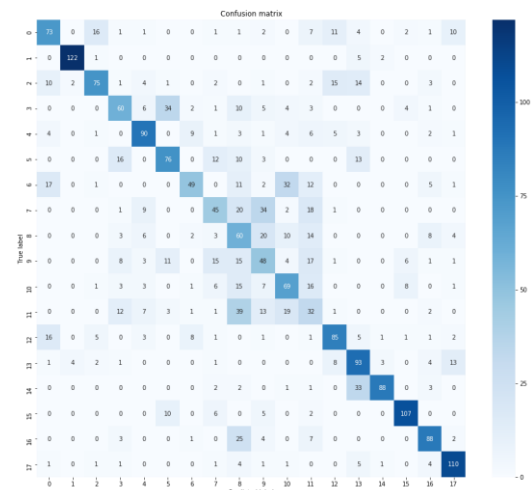 Confusion matrix
0 73 0 16 1 1 0 0 1 1 2 0 7 11 4 0 2 1 10
1 0 122 1 0 0 0 0 0 0 0 0 0 0 5 2 0 0 0
2 10 2 75 1 4 1 0 2 0 1 0 2 15 14 0 0 3 0
3 0 0 0 60 6 34 2 1 10 5 4 3 0 0 0 4 1 0
4 4 0 1 0 90 0 9 1 3 1 4 6 5 3 0 0 2 1
5 0 0 0 16 0 76 0 12 10 3 0 0 0 13 0 0 0 0
6 17 0 1 0 0 0 49 0 11 2 32 12 0 0 0 0 5 1
7 0 0 0 1 9 0 0 45 20 34 2 18 1 0 0 0 0 0
8 0 0 0 3 6 0 2 3 60 20 10 14 0 0 0 0 8 4
True label
9 0 0 0 8 3 11 0 15 15 48 4 17 1 0 0 6 1 1
10 0 0 1 3 3 0 1 6 15 7 69 16 0 0 0 8 0 1
11 0 0 0 12 7 3 1 1 39 13 19 32 1 0 0 0 2 0
12 16 0 5 0 3 0 8 1 0 1 0 1 85 5 1 1 1 2
13 1 4 2 1 0 0 0 1 0 0 0 0 8 93 3 0 4 13
14 0 0 0 0 0 0 0 2 2 0 1 1 0 33 88 0 3 0
15 0 0 0 0 0 10 0 6 0 5 0 2 0 0 0 107 0 0
16 0 0 0 3 0 0 1 0 25 4 0 7 0 0 0 0 88 2
17 1 0 1 1 0 0 0 1 4 1 1 0 0 5 1 0 4 110
0 1 2 3 4 5 6 7 8 9 10 11 12 13 14 15 16 17
100
75
50
25
0